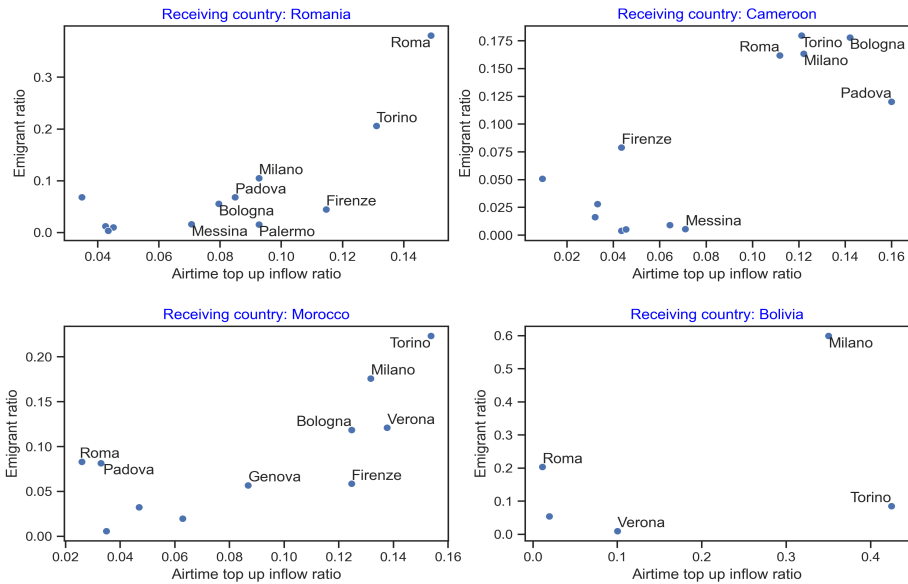 Receiving country: Romania
Emigrant ratio
0.3
0.2
0.1
0.0
Roma
Torino
Milano
Padova
Firenze
Bologna
Messina
Palermo
0.04
0.06
0.08
0.10
0.12
0.14
Airtime top up inflow ratio
Receiving country: Cameroon
Emigrant ratio
0.175
0.150
0.125
0.100
0.075
0.050
0.025
0.000
Roma
Torino
Bologna
Milano
Padova
Firenze
Messina
0.02
0.04
0.06
0.08
0.10
0.12
0.14
0.16
Airtime top up inflow ratio
Receiving country: Morocco
Emigrant ratio
0.20
0.15
0.10
0.05
0.00
Torino
Milano
Bologna
Verona
Roma
Padova
Genova
Firenze
0.02
0.04
0.06
0.08
0.10
0.12
0.14
0.16
Airtime top up inflow ratio
Receiving country: Bolivia
Emigrant ratio
0.6
0.5
0.4
0.3
0.2
0.1
0.0
Milano
Roma
Torino
Verona
0.0
0.1
0.2
0.3
0.4
Airtime top up inflow ratio